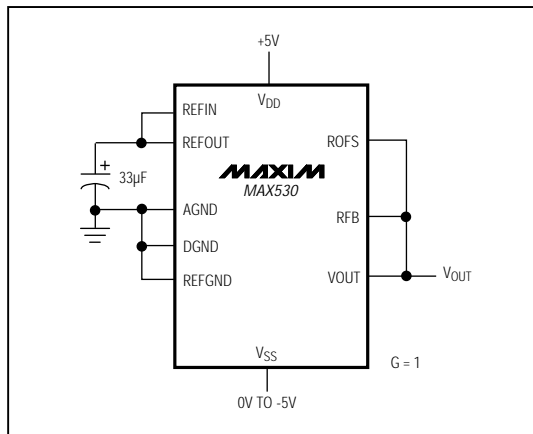 +5V
VDD
REFIN
REFOUT
ROFS
+
33µF
MAXIM
MAX530
AGND
RFB
DGND
REFGND
VOUT
VOUT
VSS
G = 1
0V TO -5V